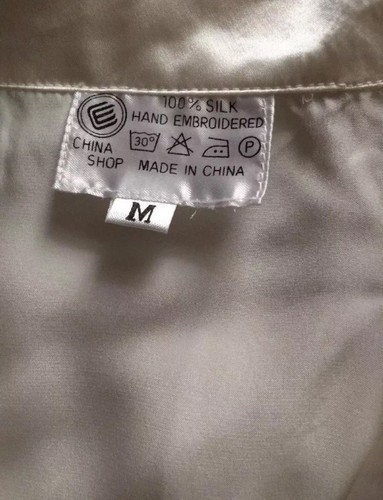 100% SILK
HAND EMBROIDERED
30°
P
CHINA SHOP
MADE IN CHINA
M